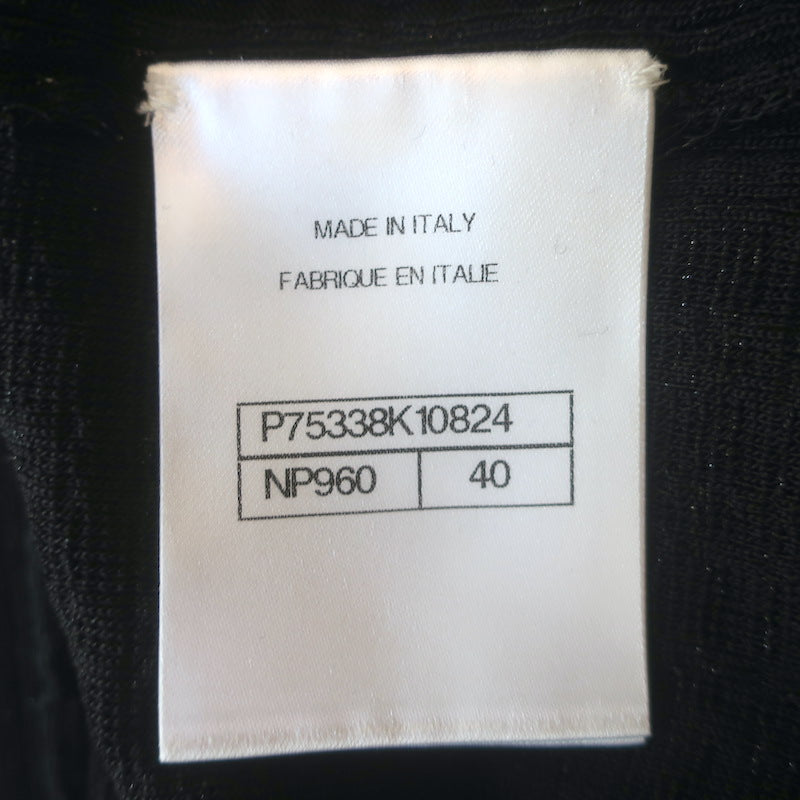 MADE IN ITALY
FABRIQUE EN ITALIE
P75338K10824
NP960 40